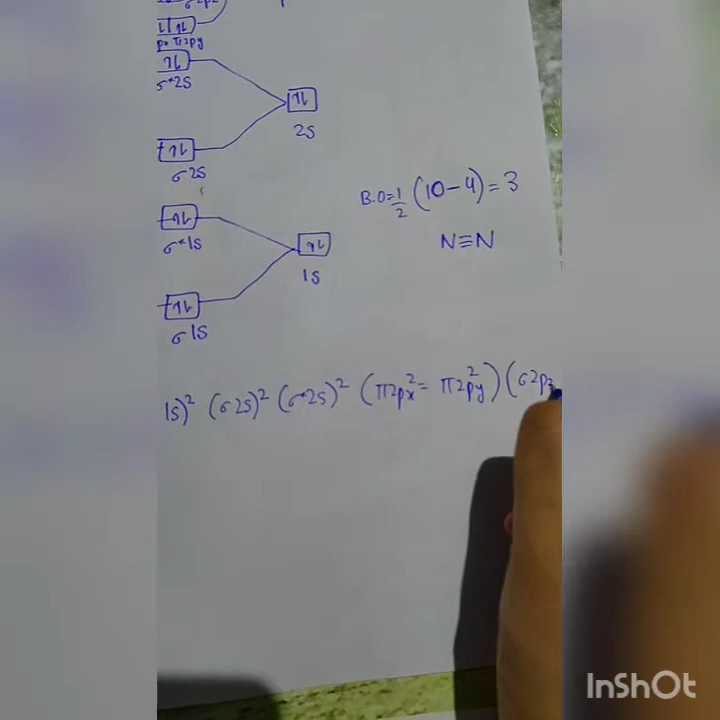 σ2pz
π2py
σ*2s
2s
σ2s
B.O=1/2 (10-4)=3
σ*1s
N≡N
1s
σ1s
1s)² (σ2s)² (σ*2s)² (π2px²= π2py²) (σ2pz
InShOt